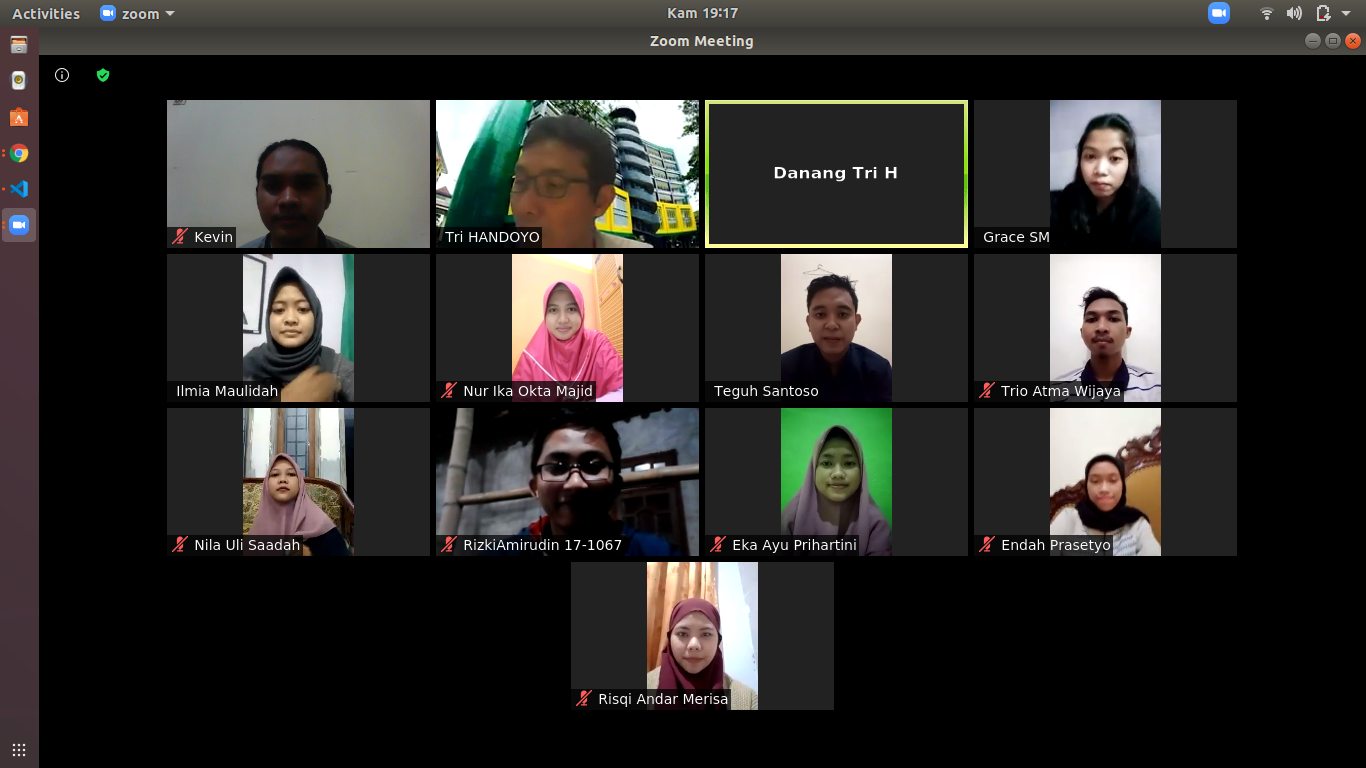 Activities
zoom
Kam 19:17
Zoom Meeting
Kevin
Tri HANDOYO
Danang Tri H
Grace SM
Ilmia Maulidah
Nur Ika Okta Majid
Teguh Santoso
Trio Atma Wijaya
Nila Uli Saadah
RizkiAmirudin 17-1067
Eka Ayu Prihartini
Endah Prasetyo
Risqi Andar Merisa